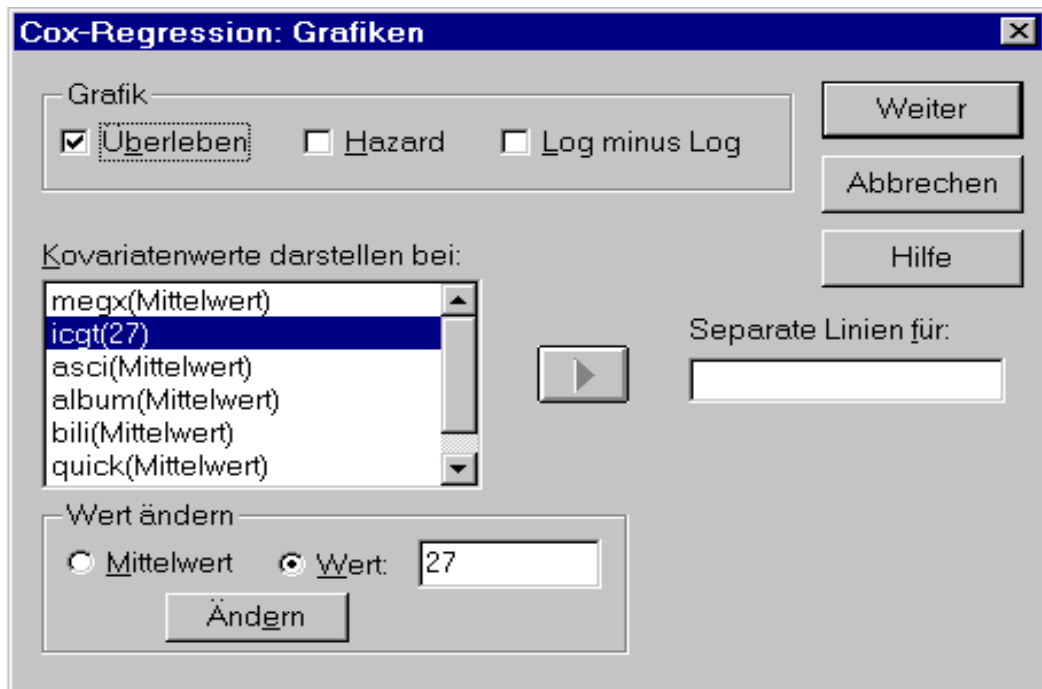 Cox-Regression: Grafiken
Grafik
Überleben
Hazard
Log minus Log
Weiter
Abbrechen
Hilfe
Kovariatenwerte darstellen bei:
megx(Mittelwert)
icgt(27)
asci(Mittelwert)
album(Mittelwert)
bili(Mittelwert)
quick(Mittelwert)
Separate Linien für:
Wert ändern
Mittelwert
Wert:
27
Ändern